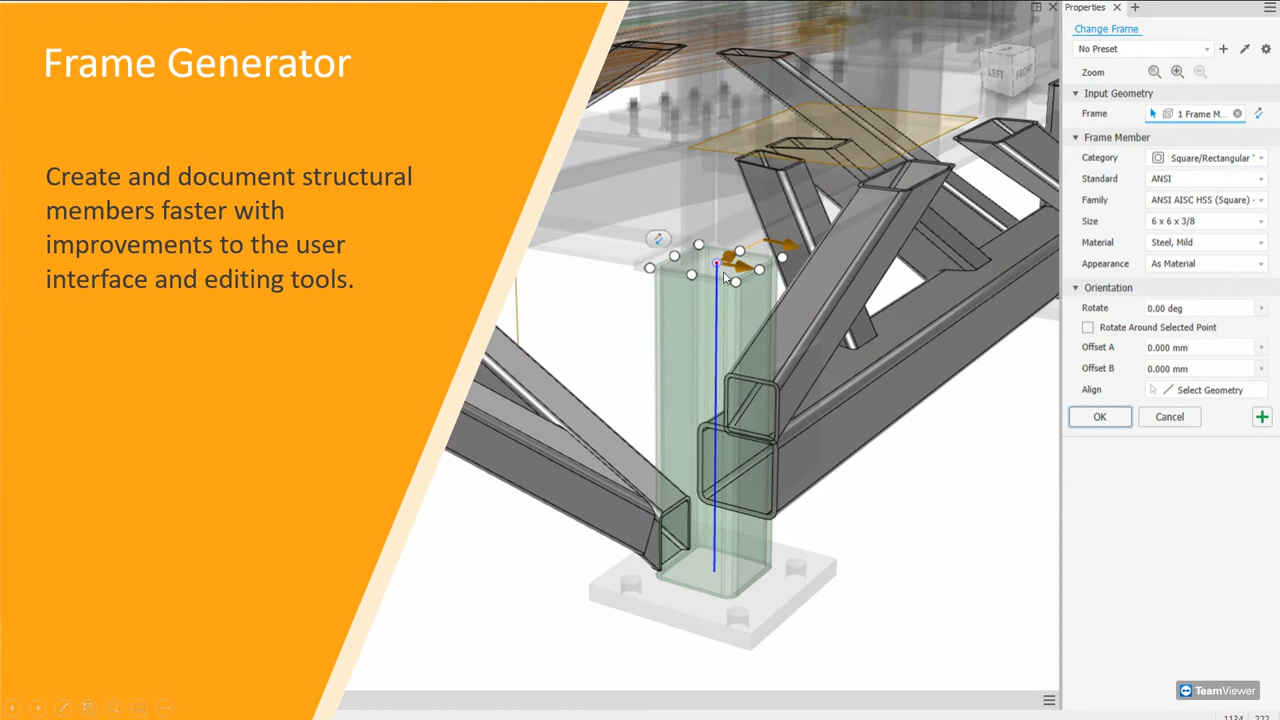 Frame Generator
Create and document structural
members faster with
improvements to the user
interface and editing tools.
LEFT
FRONT
Properties
Change Frame
No Preset
Zoom
Input Geometry
Frame
1 Frame M...
Frame Member
Category
Square/Rectangular
Standard
ANSI
Family
ANSI AISC HSS (Square) -
Size
6 x 6 x 3/8
Material
Steel, Mild
Appearance
As Material
Orientation
Rotate
0.00 deg
Rotate Around Selected Point
Offset A
0.000 mm
Offset B
0.000 mm
Align
Select Geometry
OK
Cancel
TeamViewer